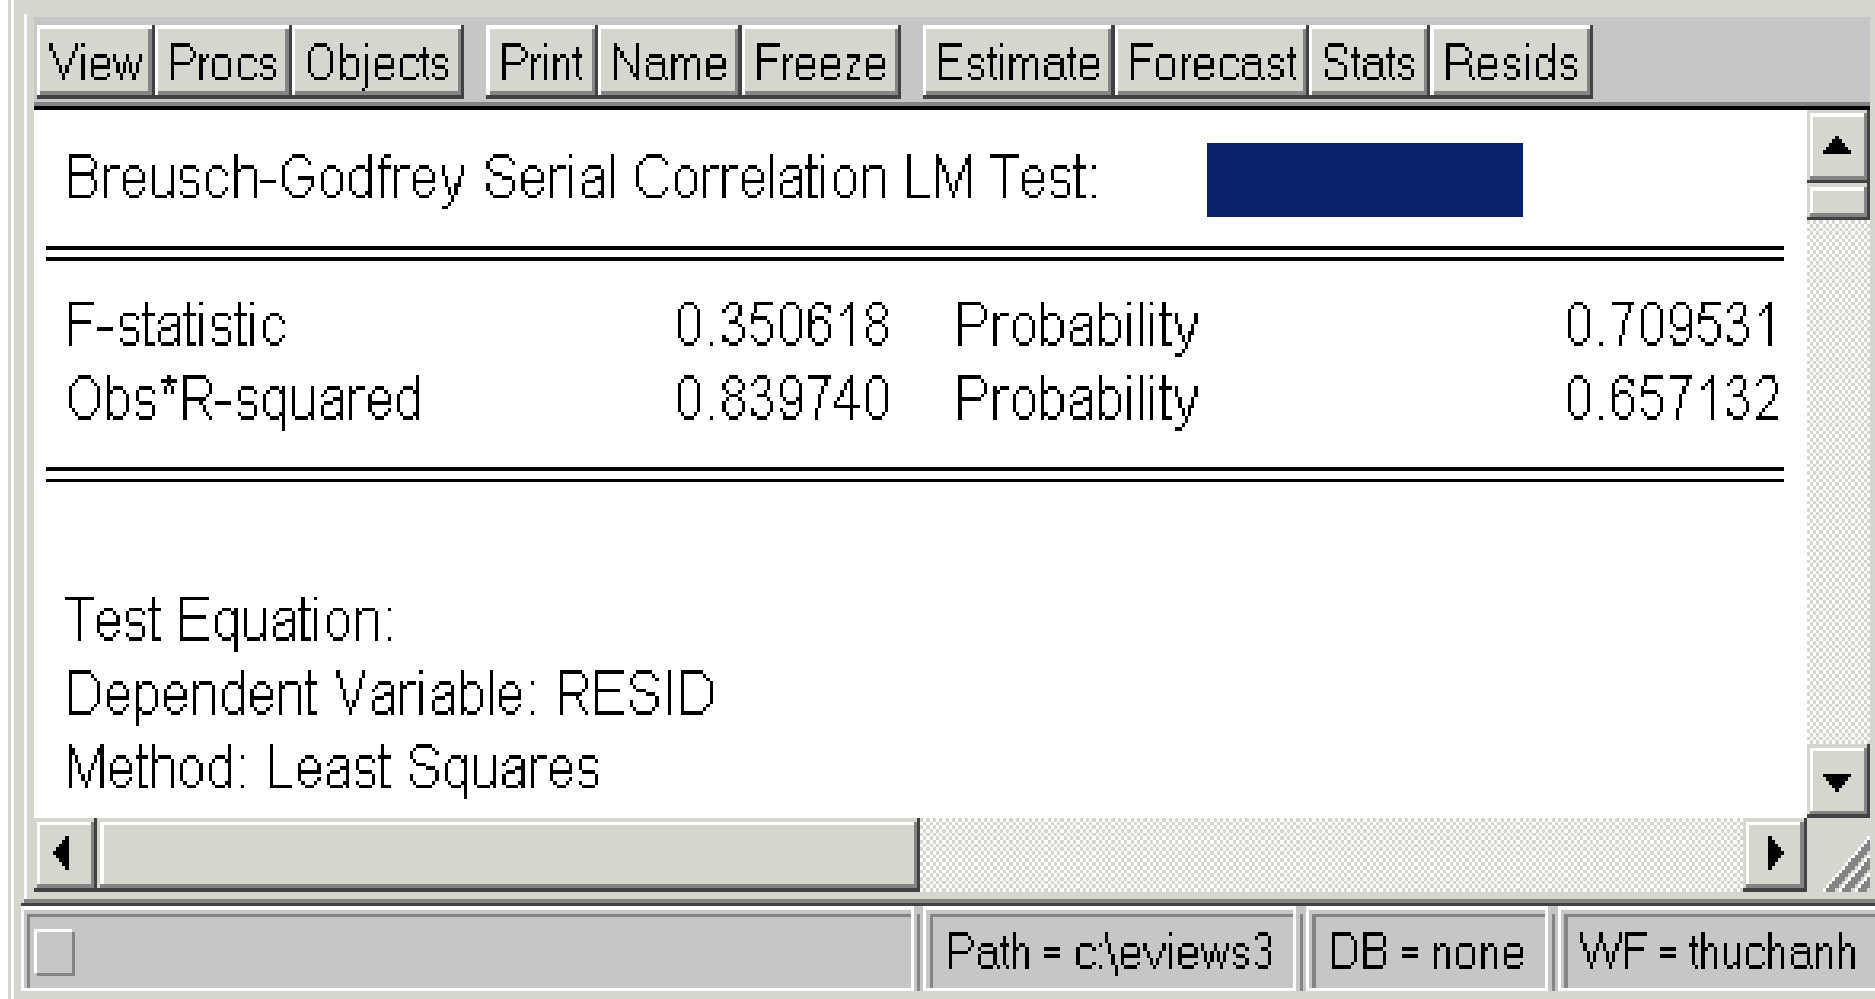 View Procs Objects Print Name Freeze Estimate Forecast Stats Resids
Breusch-Godfrey Serial Correlation LM Test:
F-statistic 0.350618 Probability 0.709531
Obs*R-squared 0.839740 Probability 0.657132
Test Equation:
Dependent Variable: RESID
Method: Least Squares
Path = c:\eviews3 DB = none WF = thuchanh